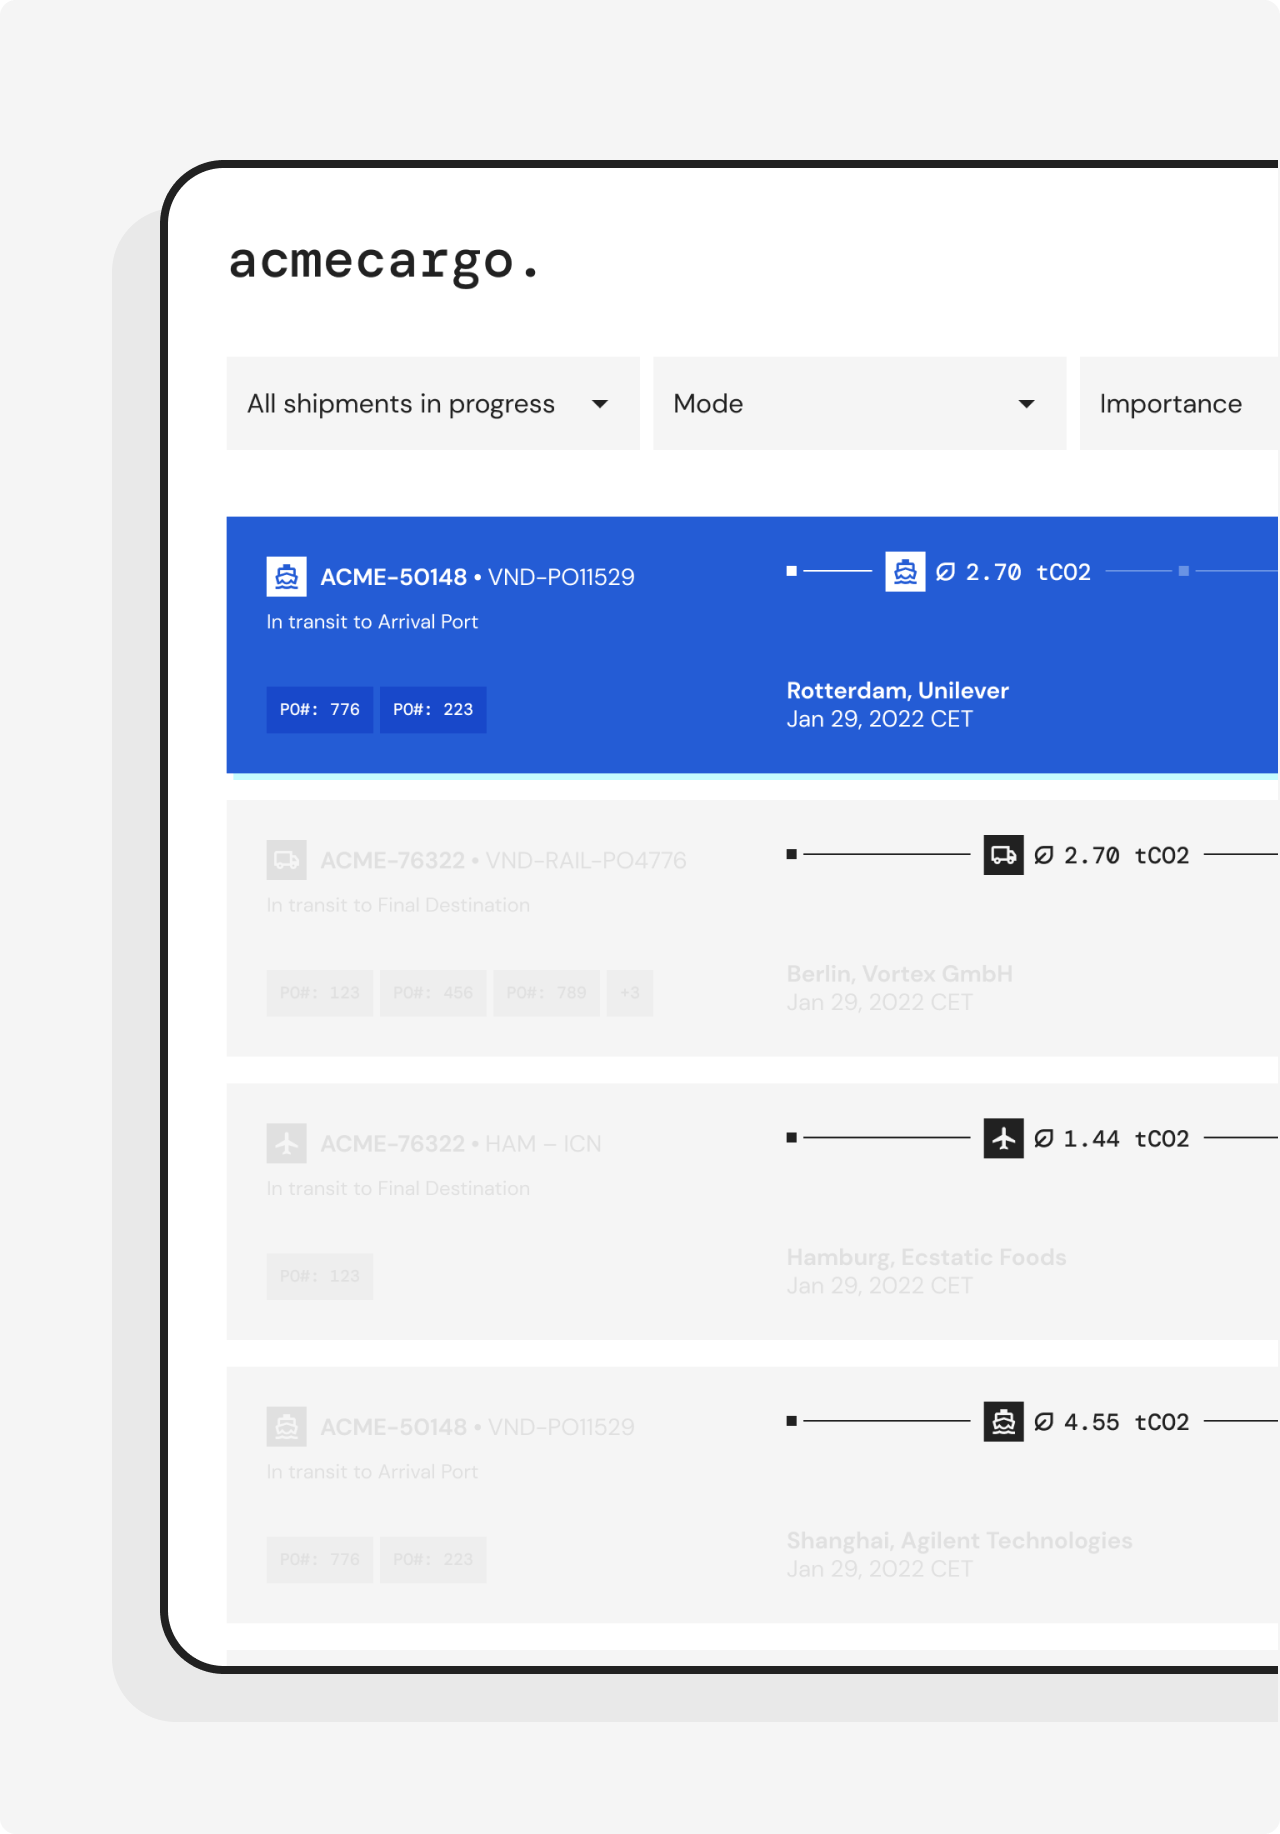 acmecargo.
All shipments in progress
Mode
Importance
ACME-50148 • VND-PO11529
2.70 tCO2
In transit to Arrival Port
PO#: 776
PO#: 223
Rotterdam, Unilever
Jan 29, 2022 CET
ACME-76322 • VND-RAIL-PO4776
2.70 tCO2
In transit to Final Destination
PO#: 123
PO#: 456
PO#: 789
+3
Berlin, Vortex GmbH
Jan 29, 2022 CET
ACME-76322 • HAM – ICN
1.44 tCO2
In transit to Final Destination
PO#: 123
Hamburg, Ecstatic Foods
Jan 29, 2022 CET
ACME-50148 • VND-PO11529
4.55 tCO2
In transit to Arrival Port
PO#: 776
PO#: 223
Shanghai, Agilent Technologies
Jan 29, 2022 CET